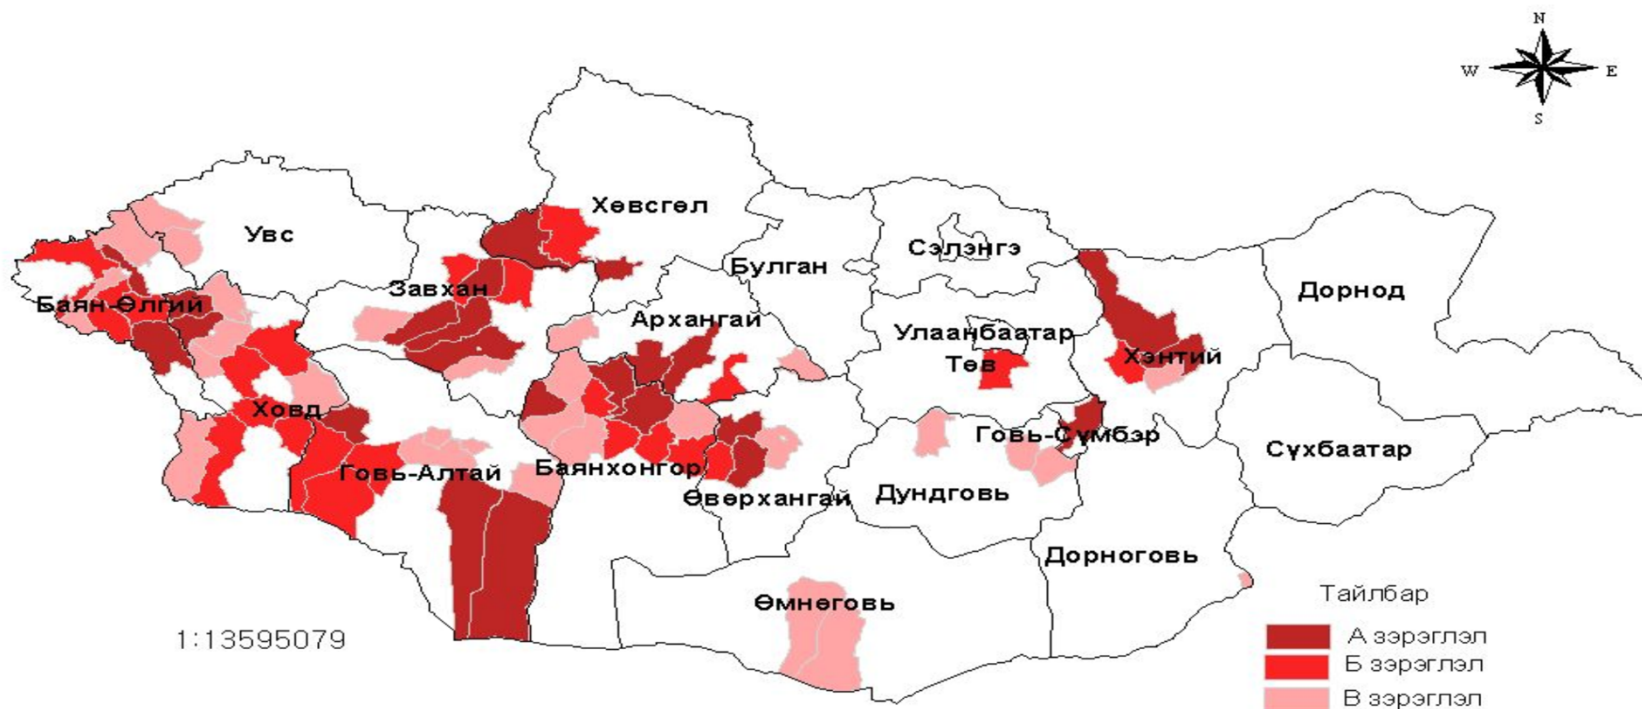 N
W E
S
Хөвсгөл
Увс
Сэлэнгэ
Булган
Завхан
Дорнод
Баян-Өлгий
Архангай
Улаанбаатар
Хэнтий
Төв
Ховд
Говь-Сүмбэр
Сүхбаатар
Говь-Алтай
Баянхонгор
Өвөрхангай
Дундговь
Дорноговь
Өмнөговь
Тайлбар
1:13595079
А зэрэглэл
Б зэрэглэл
В зэрэглэл